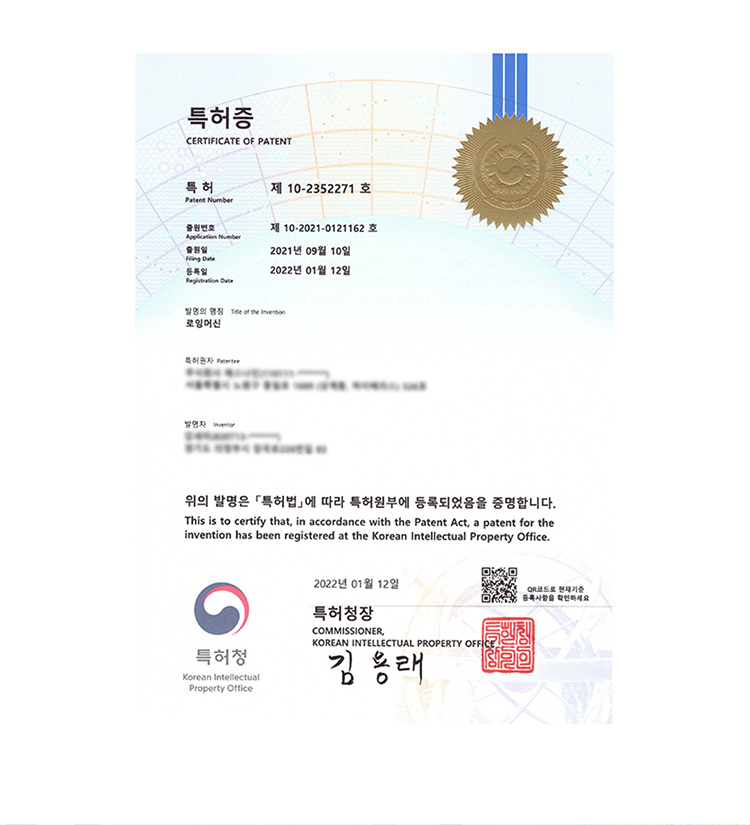 특허증
CERTIFICATE OF PATENT
특허 제 10-2352271 호
Patent Number
출원번호 제 10-2021-0121162 호
Application Number
출원일 2021년 09월 10일
Filing Date
등록일 2022년 01월 12일
Registration Date
발명의 명칭 Title of the Invention
로잉머신
특허권자 Patentee
발명자 Inventor
위의 발명은 「특허법」에 따라 특허원부에 등록되었음을 증명합니다.
This is to certify that, in accordance with the Patent Act, a patent for the
invention has been registered at the Korean Intellectual Property Office.
2022년 01월 12일
QR코드로 현재기준
등록사항을 확인하세요
특허청장
COMMISSIONER,
KOREAN INTELLECTUAL PROPERTY OFFICE
김용래
특허청
Korean Intellectual
Property Office